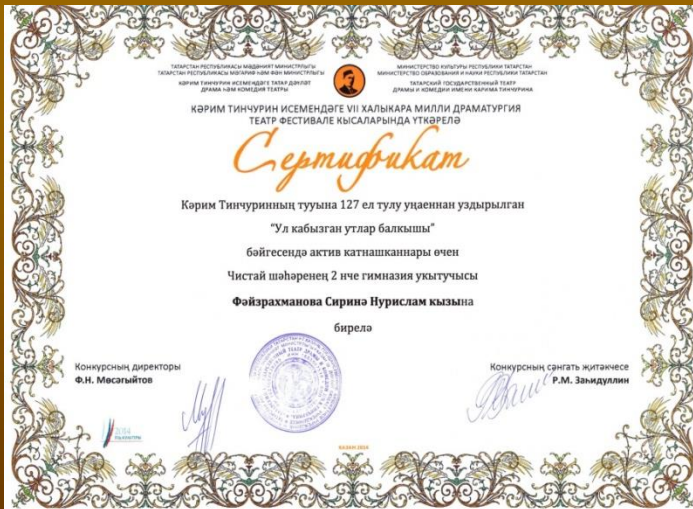 ТАТАРСТАН РЕСПУБЛИКАСЫ МӘДӘНИЯТ МИНИСТРЛЫГЫ
ТАТАРСТАН РЕСПУБЛИКАСЫ МӘГАРИФ ҺӘМ ФӘН МИНИСТРЛЫГЫ
КӘРИМ ТИНЧУРИН ИСЕМЕНДӘГЕ ТАТАР ДӘҮЛӘТ
ДРАМА ҺӘМ КОМЕДИЯ ТЕАТРЫ
МИНИСТЕРСТВО КУЛЬТУРЫ РЕСПУБЛИКИ ТАТАРСТАН
МИНИСТЕРСТВО ОБРАЗОВАНИЯ И НАУКИ РЕСПУБЛИКИ ТАТАРСТАН
ТАТАРСКИЙ ГОСУДАРСТВЕННЫЙ ТЕАТР
ДРАМЫ И КОМЕДИИ ИМЕНИ КАРИМА ТИНЧУРИНА
КӘРИМ ТИНЧУРИН ИСЕМЕНДӘГЕ VII ХАЛЫКАРА МИЛЛИ ДРАМАТУРГИЯ
ТЕАТР ФЕСТИВАЛЕ КЫСАЛАРЫНДА ҮТКӘРЕЛӘ
Сертификат
Кәрим Тинчуринның тууына 127 ел тулу уңаеннан уздырылган
“Ул кабызган утлар балкышы”
бәйгесендә актив катнашканнары өчен
Чистай шәһәренең 2 нче гимназия укытучысы
Фәйзрахманова Сиринә Нурислам кызына
бирелә
Конкурсның директоры
Ф.Н. Мөсәгыйтов
Конкурсның сәнгать җитәкчесе
Р.М. Заһидуллин
2014
КАЗАН-2014